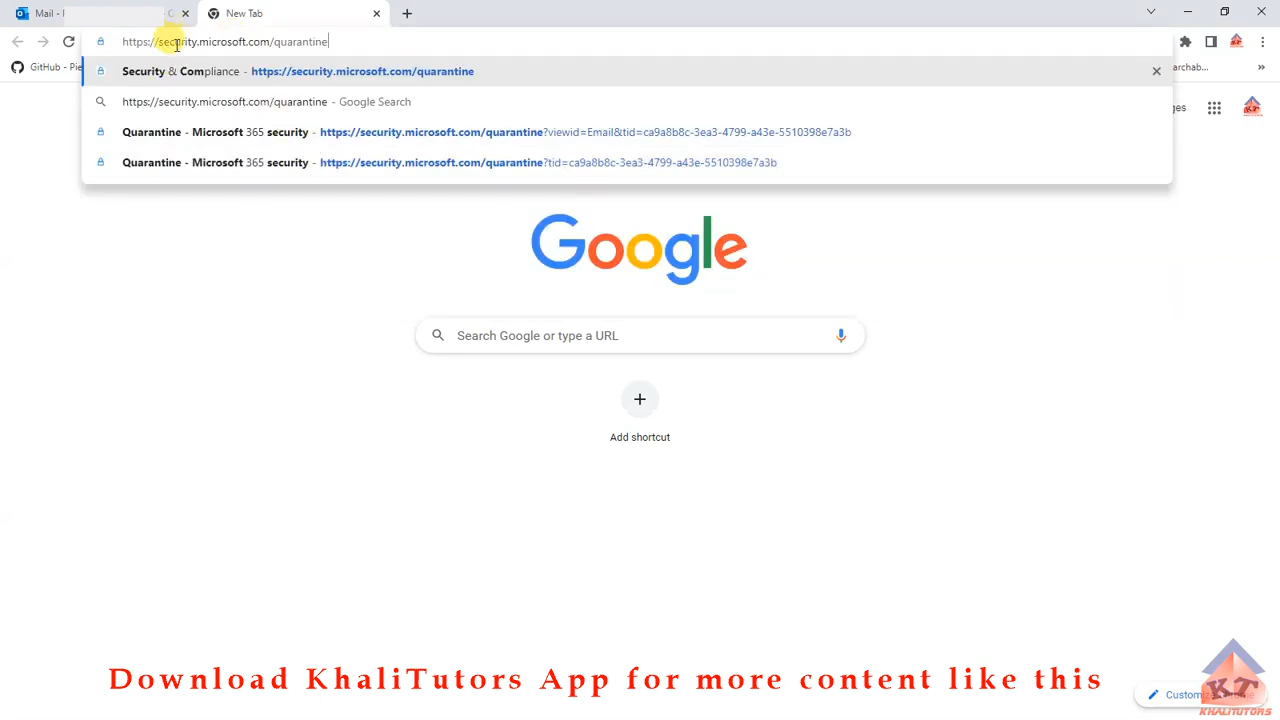 Mail -
New Tab
https://security.microsoft.com/quarantine
GitHub - Pie
marchab...
Security & Compliance - https://security.microsoft.com/quarantine
https://security.microsoft.com/quarantine - Google Search
Quarantine - Microsoft 365 security - https://security.microsoft.com/quarantine?viewid=Email&tid=ca9a8b8c-3ea3-4799-a43e-5510398e7a3b
Quarantine - Microsoft 365 security - https://security.microsoft.com/quarantine?tid=ca9a8b8c-3ea3-4799-a43e-5510398e7a3b
Google
Search Google or type a URL
Add shortcut
Download KhaliTutors App for more content like this
KT
KHALITUTORS